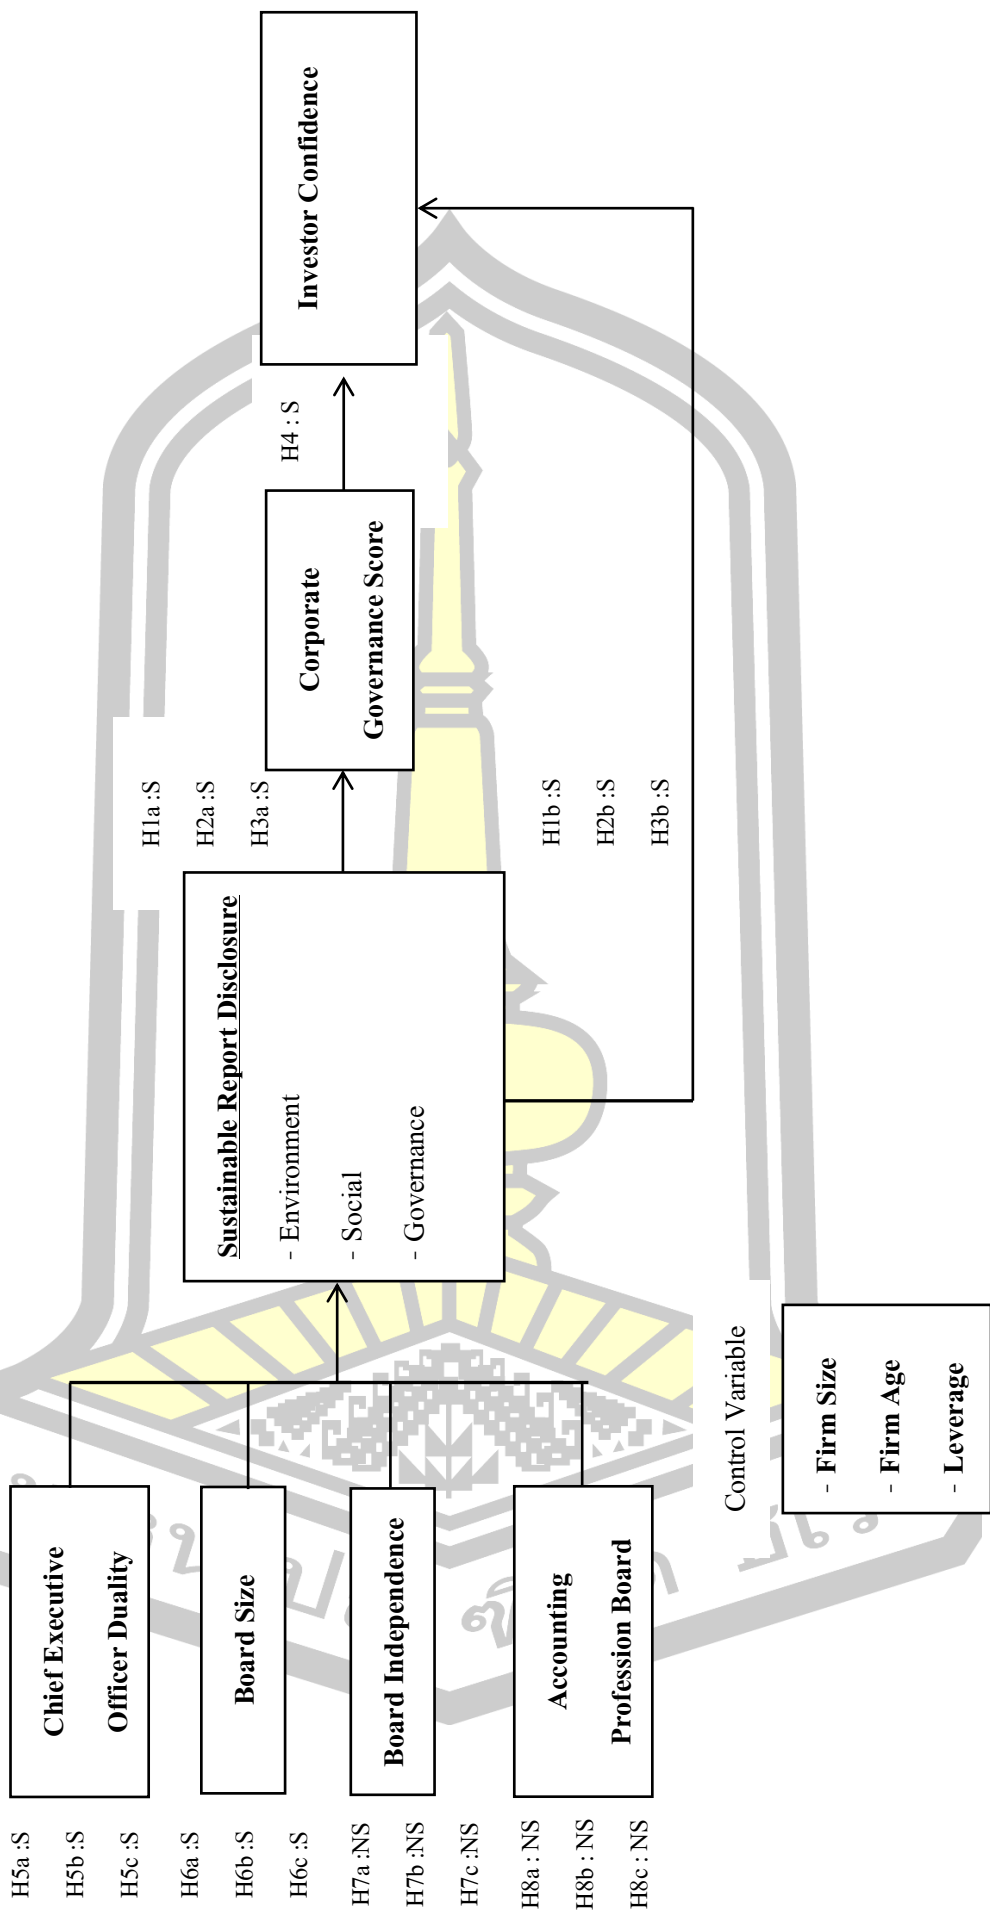 H5a :S
H5b :S
H5c :S
H6a :S
H6b :S
H6c :S
H7a :NS
H7b :NS
H7c :NS
H8a : NS
H8b : NS
H8c : NS
Chief Executive
Officer Duality
Board Size
Board Independence
Accounting
Profession Board
Sustainable Report Disclosure
- Environment
- Social
- Governance
H1a :S
H2a :S
H3a :S
Corporate
Governance Score
H4 : S
Investor Confidence
H1b :S
H2b :S
H3b :S
Control Variable
- Firm Size
- Firm Age
- Leverage